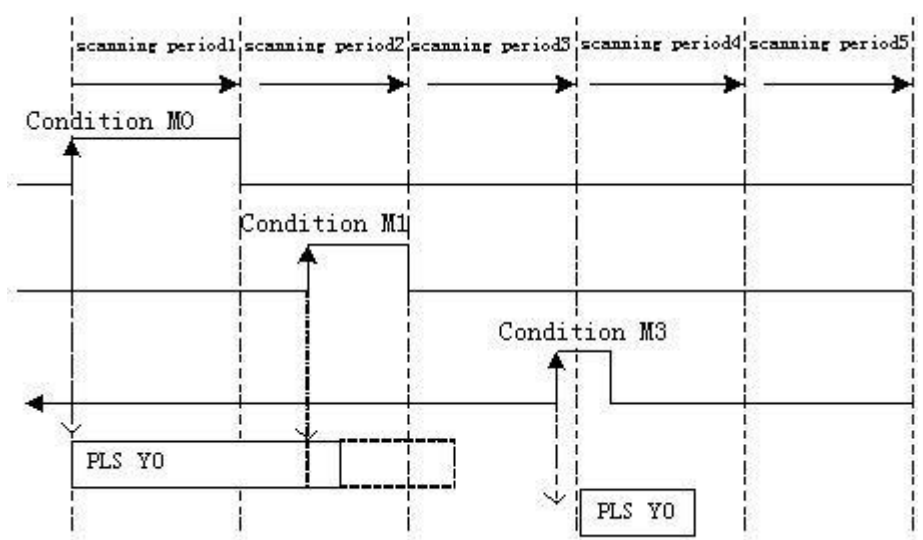 scanning period1 scanning period2 scanning period3 scanning period4 scanning period5
Condition M0
Condition M1
Condition M3
PLS Y0
PLS Y0